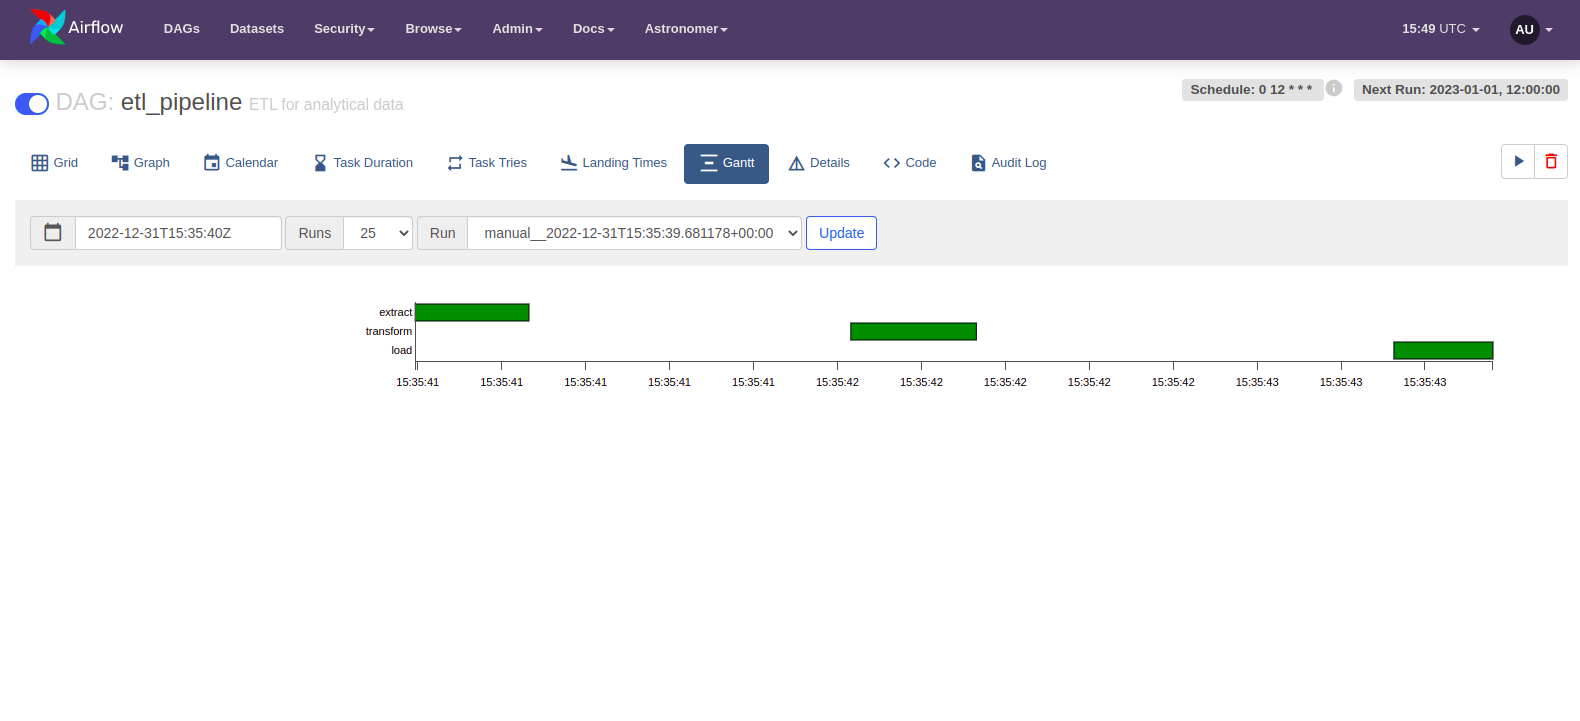 Airflow DAGs Datasets Security Browse Admin Docs Astronomer 15:49 UTC AU
DAG: etl_pipeline ETL for analytical data Schedule: 0 12 * * * Next Run: 2023-01-01, 12:00:00
Grid Graph Calendar Task Duration Task Tries Landing Times Gantt Details Code Audit Log
2022-12-31T15:35:40Z Runs 25 Run manual__2022-12-31T15:35:39.681178+00:00 Update
extract
transform
load
15:35:41 15:35:41 15:35:41 15:35:41 15:35:41 15:35:42 15:35:42 15:35:42 15:35:42 15:35:42 15:35:43 15:35:43 15:35:43